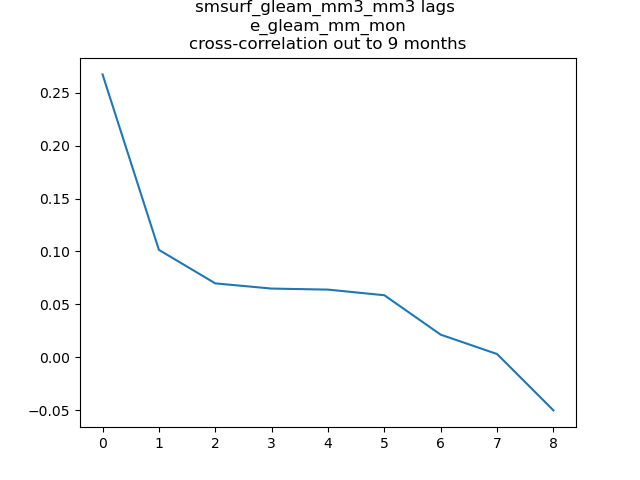 smsurf_gleam_mm3_mm3 lags
e_gleam_mm_mon
cross-correlation out to 9 months
0.25
0.20
0.15
0.10
0.05
0.00
−0.05
0 1 2 3 4 5 6 7 8